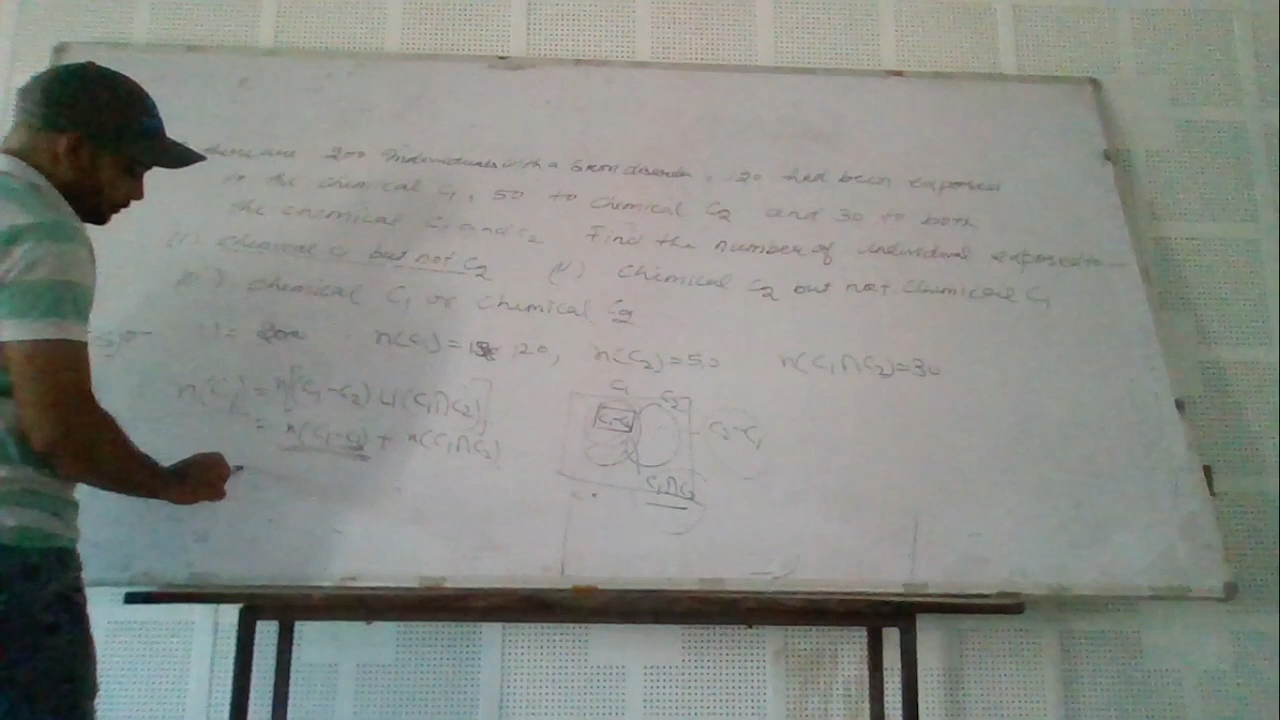 there are 200 individuals with a skin disorder, 120 had been exposed
to the chemical C1, 50 to chemical C2 and 30 to both
the chemical C1 and C2 Find the number of individual exposed to
(i) chemical C1 but not C2 (ii) Chemical C2 but not Chemical C1
(iii) chemical C1 or chemical C2
n(C1)=120, n(C2)=50 n(C1∩C2)=30
n(C1) = n[(C1-C2)∪(C1∩C2)]
= n(C1-C2) + n(C1∩C2)
C1
C2
C1-C2
C2-C1
C1∩C2